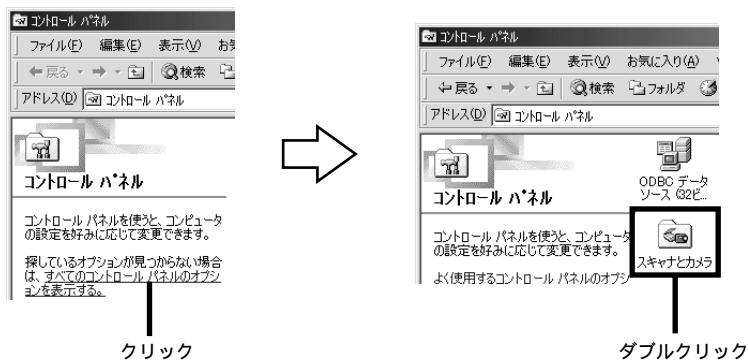 コントロール パネル
ファイル(F) 編集(E) 表示(V) お気
戻る 検索
アドレス(D) コントロール パネル
コントロール パネル
コントロール パネルを使うと、コンピュータ
の設定を好みに応じて変更できます。
探しているオプションが見つからない場合
は、すべてのコントロール パネルのオプシ
ョンを表示する。
クリック
コントロール パネル
ファイル(F) 編集(E) 表示(V) お気に入り(A)
戻る 検索 フォルダ
アドレス(D) コントロール パネル
コントロール パネル
ODBC データ
ソース (32ビ...
コントロール パネルを使うと、コンピュータ
の設定を好みに応じて変更できます。
スキャナとカメラ
よく使用するコントロール パネルのオプシ
ダブルクリック